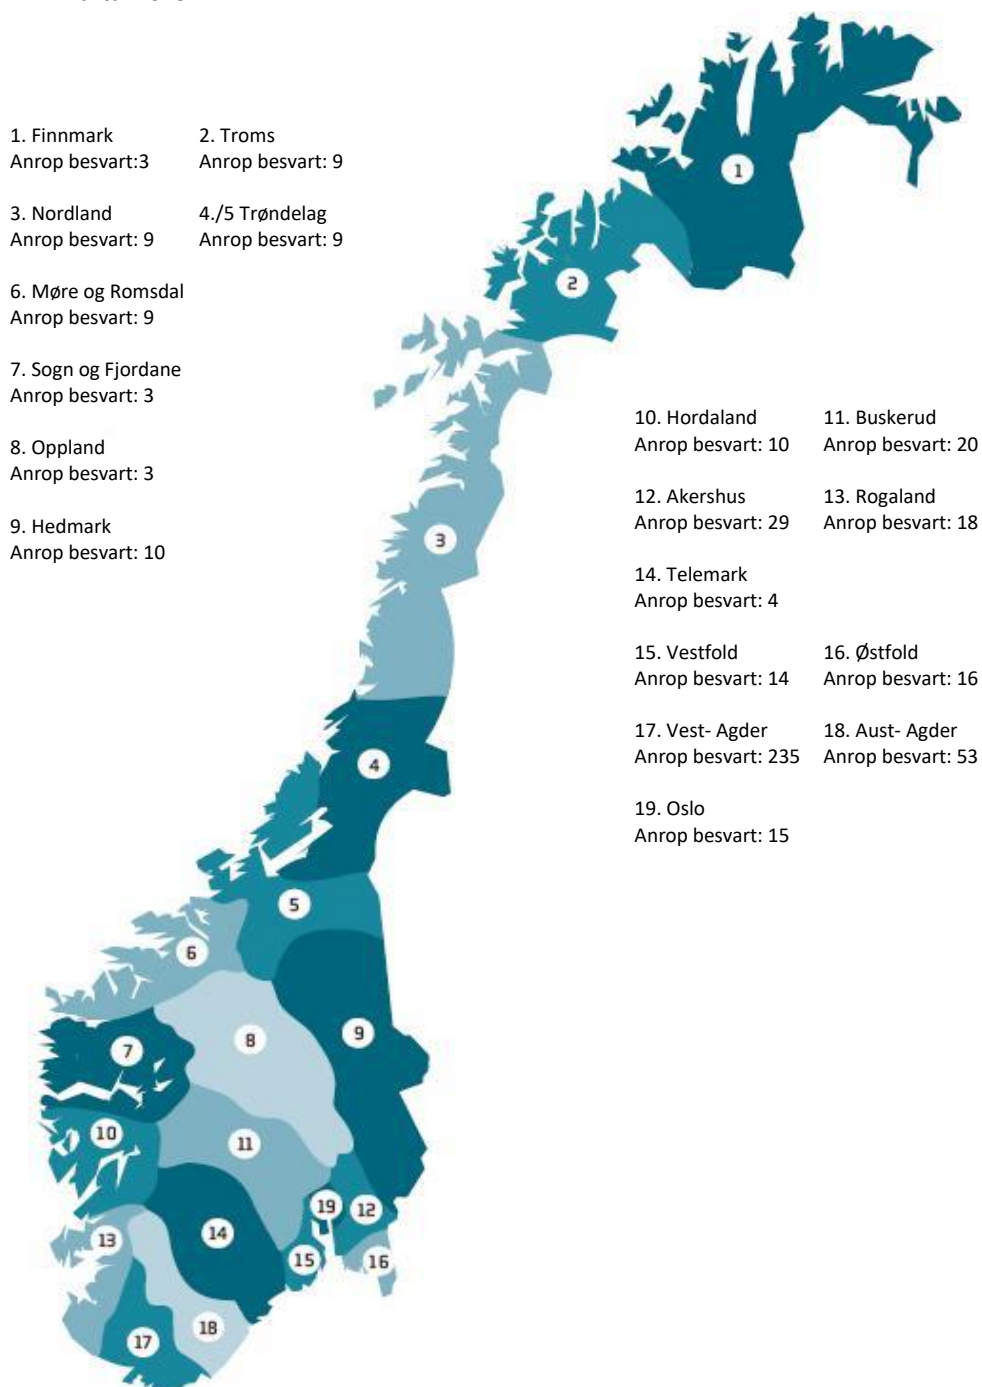 1. Finnmark 2. Troms
Anrop besvart:3 Anrop besvart: 9
3. Nordland 4./5 Trøndelag
Anrop besvart: 9 Anrop besvart: 9
6. Møre og Romsdal
Anrop besvart: 9
7. Sogn og Fjordane
Anrop besvart: 3
8. Oppland
Anrop besvart: 3
9. Hedmark
Anrop besvart: 10
10. Hordaland 11. Buskerud
Anrop besvart: 10 Anrop besvart: 20
12. Akershus 13. Rogaland
Anrop besvart: 29 Anrop besvart: 18
14. Telemark
Anrop besvart: 4
15. Vestfold 16. Østfold
Anrop besvart: 14 Anrop besvart: 16
17. Vest- Agder 18. Aust- Agder
Anrop besvart: 235 Anrop besvart: 53
19. Oslo
Anrop besvart: 15
1
2
3
4
5
6
7
8
9
10
11
12
13
14
15
16
17
18
19